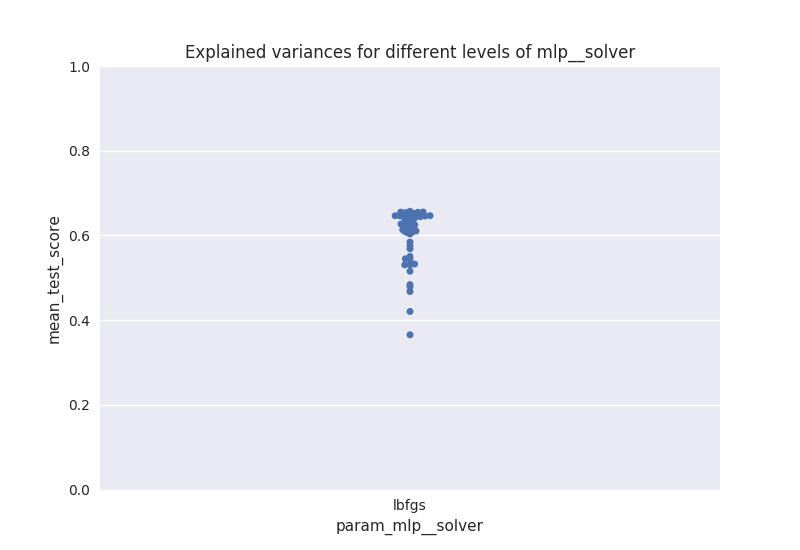 Explained variances for different levels of mlp__solver
1.0
0.8
0.6
0.4
0.2
0.0
mean_test_score
lbfgs
param_mlp__solver